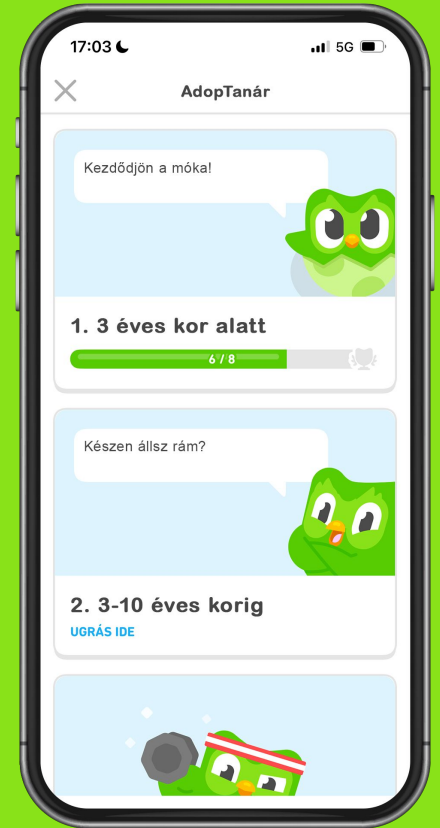 17:03
5G
AdopTanár
Kezdődjön a móka!
1. 3 éves kor alatt
6 / 8
Készen állsz rám?
2. 3-10 éves korig
UGRÁS IDE